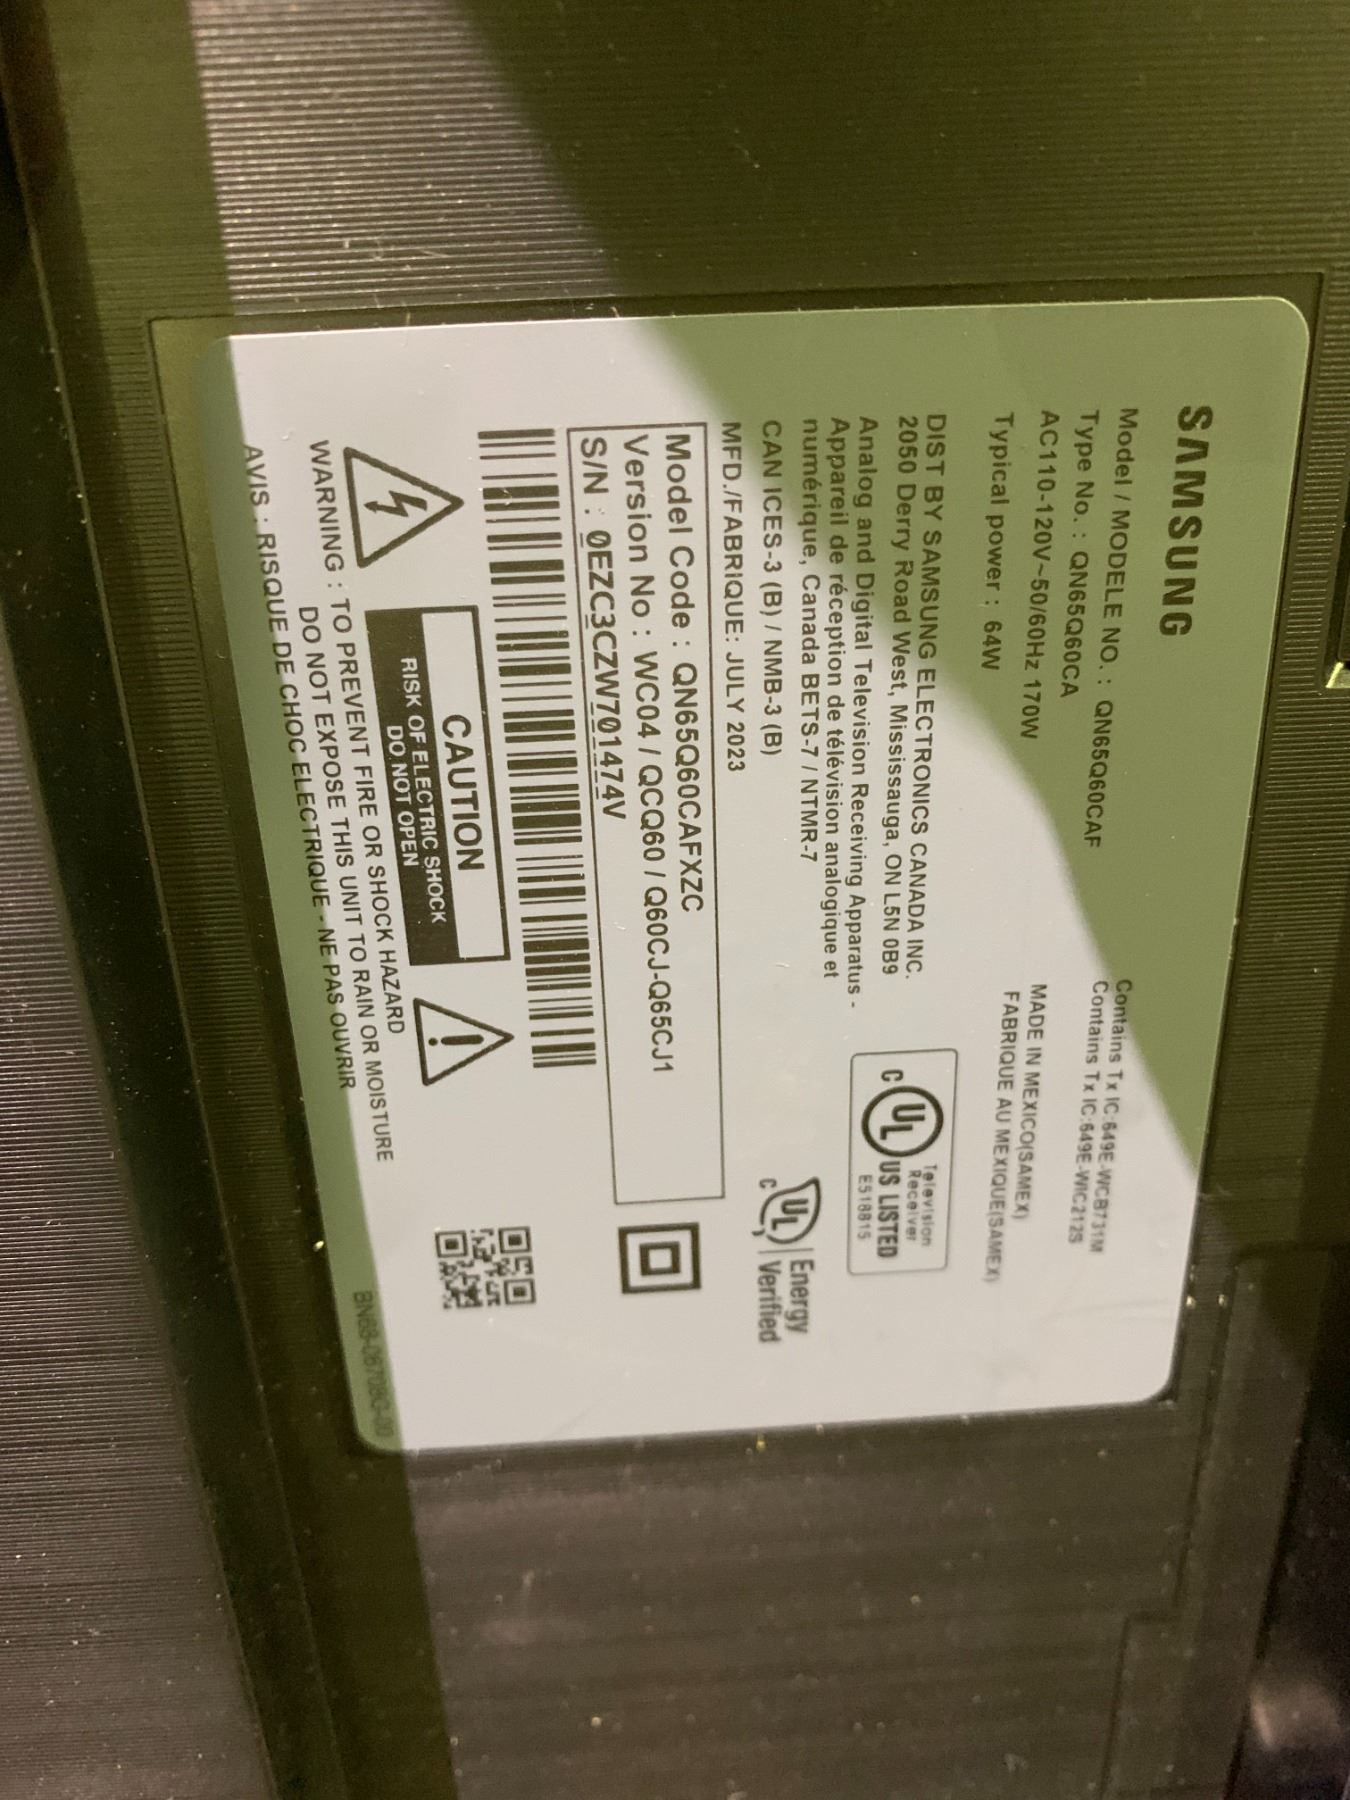 SAMSUNG
Model / MODELE NO. : QN65Q60CAF
Type No. : QN65Q60CA
AC110-120V~50/60Hz 170W
Typical power : 64W
Contains Tx IC:649E-WCB731M
Contains Tx IC:649E-WIC212S
MADE IN MEXICO(SAMEX)
FABRIQUE AU MEXIQUE(SAMEX)
DIST BY SAMSUNG ELECTRONICS CANADA INC.
2050 Derry Road West, Mississauga, ON L5N 0B9
Analog and Digital Television Receiving Apparatus -
Appareil de réception de télévision analogique et
numérique, Canada BETS-7 / NTMR-7
CAN ICES-3 (B) / NMB-3 (B)
MFD./FABRIQUE: JULY 2023
C UL US LISTED
Television
Receiver
E518815
C UL Energy
Verified
Model Code : QN65Q60CAFXZC
Version No : WC04 / QCQ60 / Q60CJ-Q65CJ1
S/N : 0EZC3CZW701474V
CAUTION
RISK OF ELECTRIC SHOCK
DO NOT OPEN
WARNING : TO PREVENT FIRE OR SHOCK HAZARD
DO NOT EXPOSE THIS UNIT TO RAIN OR MOISTURE
AVIS : RISQUE DE CHOC ELECTRIQUE - NE PAS OUVRIR